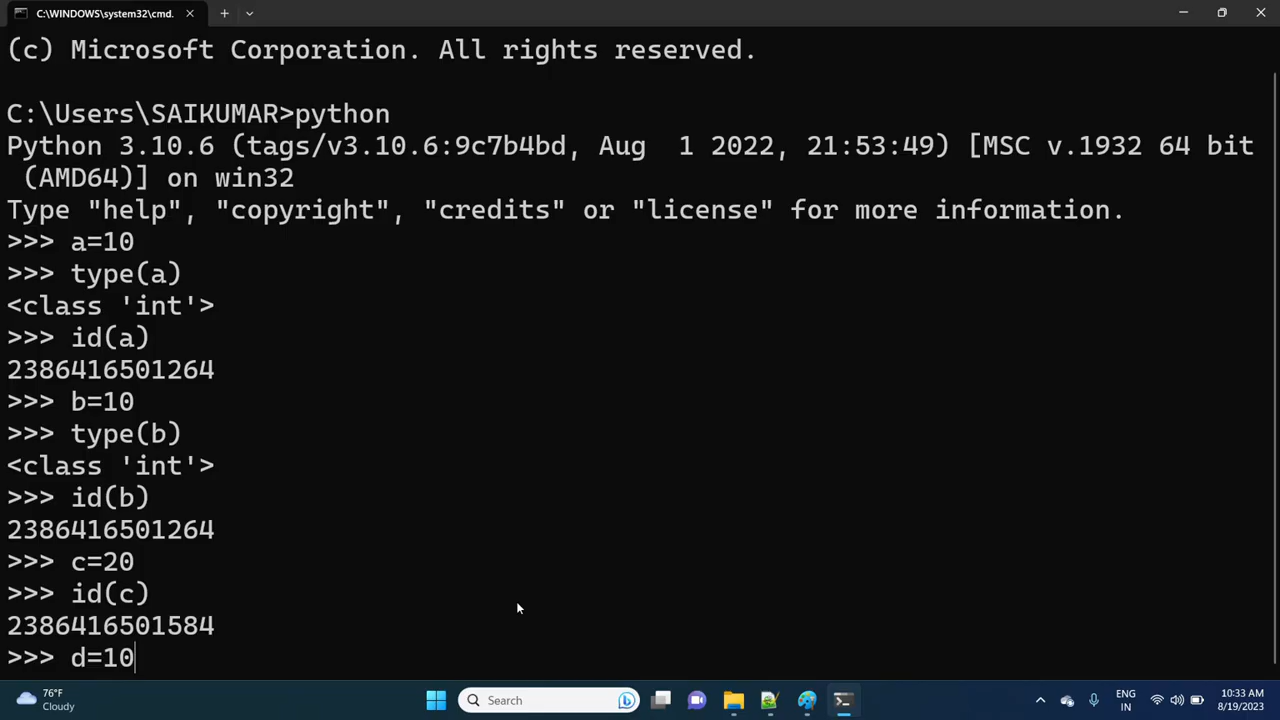 C:\WINDOWS\system32\cmd.
(c) Microsoft Corporation. All rights reserved.
C:\Users\SAIKUMAR>python
Python 3.10.6 (tags/v3.10.6:9c7b4bd, Aug  1 2022, 21:53:49) [MSC v.1932 64 bit
 (AMD64)] on win32
Type "help", "copyright", "credits" or "license" for more information.
>>> a=10
>>> type(a)
<class 'int'>
>>> id(a)
2386416501264
>>> b=10
>>> type(b)
<class 'int'>
>>> id(b)
2386416501264
>>> c=20
>>> id(c)
2386416501584
>>> d=10
76°F
Cloudy
Search
ENG
IN
10:33 AM
8/19/2023